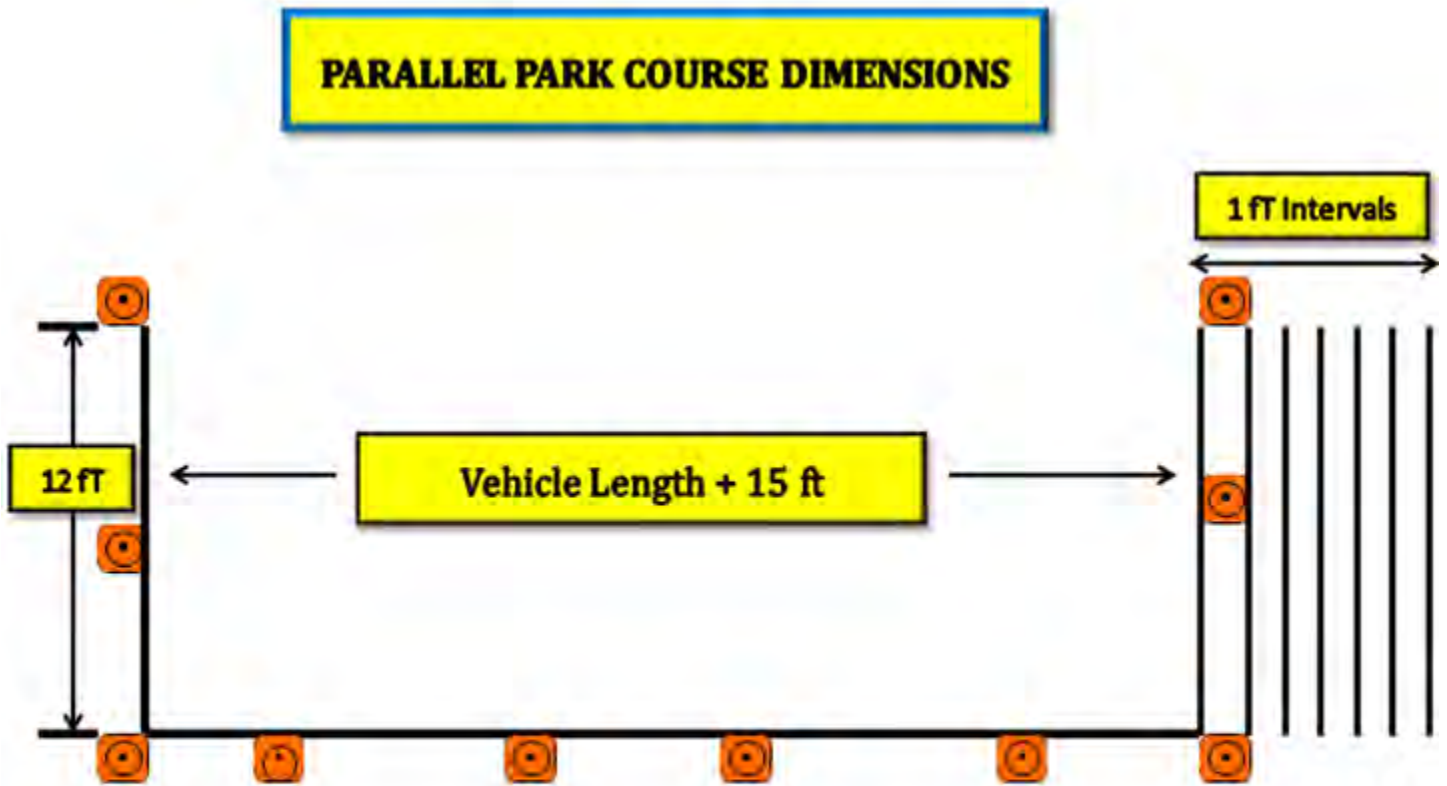 PARALLEL PARK COURSE DIMENSIONS
1 fT Intervals
12 fT
Vehicle Length + 15 ft